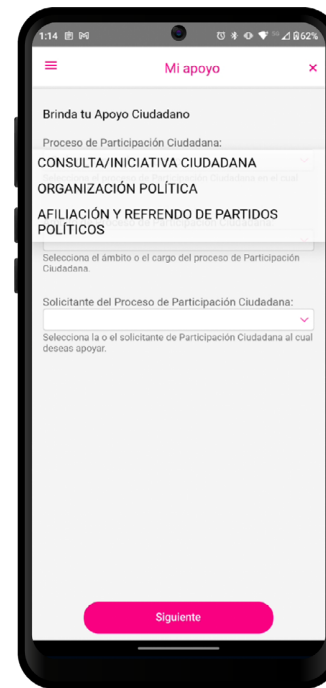 1:14 62%
Mi apoyo ×
Brinda tu Apoyo Ciudadano
Proceso de Participación Ciudadana:
CONSULTA/INICIATIVA CIUDADANA
ORGANIZACIÓN POLÍTICA
AFILIACIÓN Y REFRENDO DE PARTIDOS
POLÍTICOS
Selecciona el ámbito o el cargo del proceso de Participación
Ciudadana.
Solicitante del Proceso de Participación Ciudadana:
Selecciona la o el solicitante de Participación Ciudadana al cual
deseas apoyar.
Siguiente